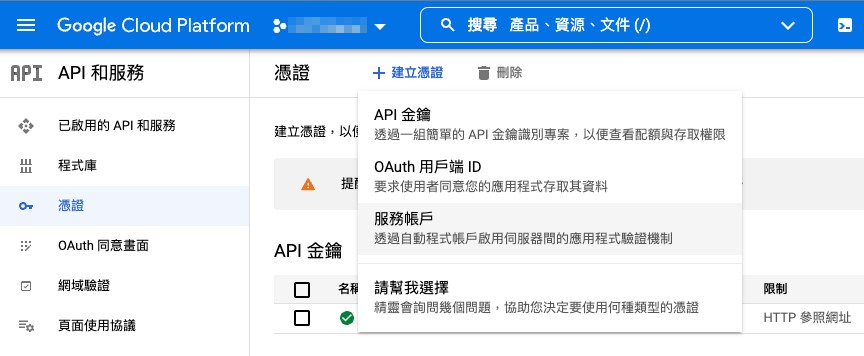 Google Cloud Platform
搜尋 產品、資源、文件 (/)
API API 和服務
憑證
建立憑證
刪除
已啟用的 API 和服務
程式庫
憑證
OAuth 同意畫面
網域驗證
頁面使用協議
建立憑證，以
提
API 金鑰
透過一組簡單的 API 金鑰識別專案，以便查看配額與存取權限
OAuth 用戶端 ID
要求使用者同意您的應用程式存取其資料
服務帳戶
透過自動程式帳戶啟用伺服器間的應用程式驗證機制
請幫我選擇
精靈會詢問幾個問題，協助您決定要使用何種類型的憑證
API 金鑰
名
限制
HTTP 參照網址